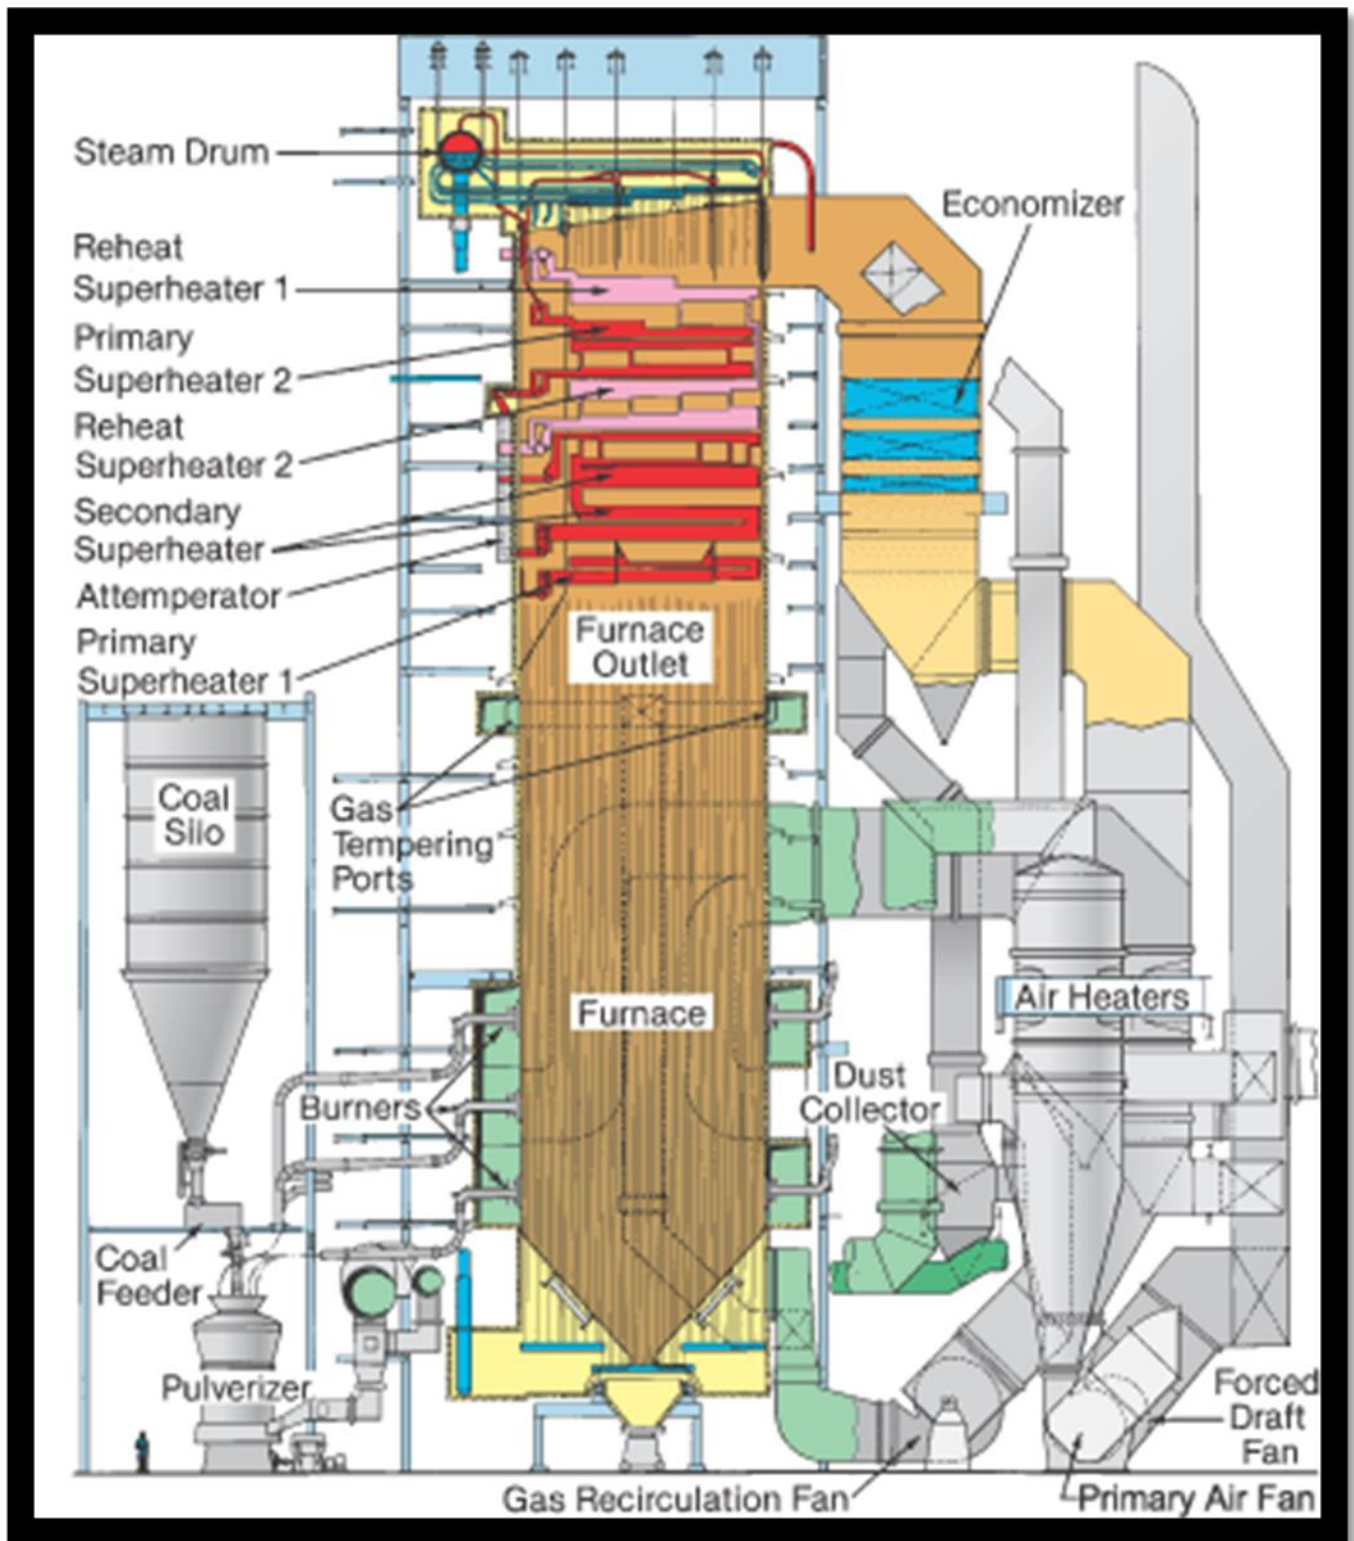 Steam Drum
Economizer
Reheat
Superheater 1
Primary
Superheater 2
Reheat
Superheater 2
Secondary
Superheater
Attemperator
Primary
Superheater 1
Furnace
Outlet
Coal
Silo
Gas
Tempering
Ports
Furnace
Air Heaters
Burners
Dust
Collector
Coal
Feeder
Pulverizer
Forced
Draft
Fan
Gas Recirculation Fan
Primary Air Fan